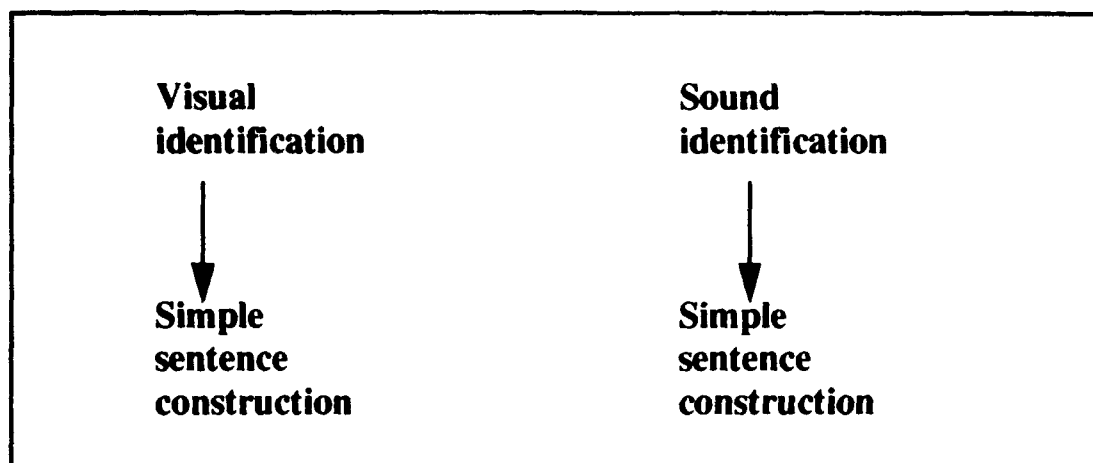 Visual
identification
Sound
identification
Simple
sentence
construction
Simple
sentence
construction